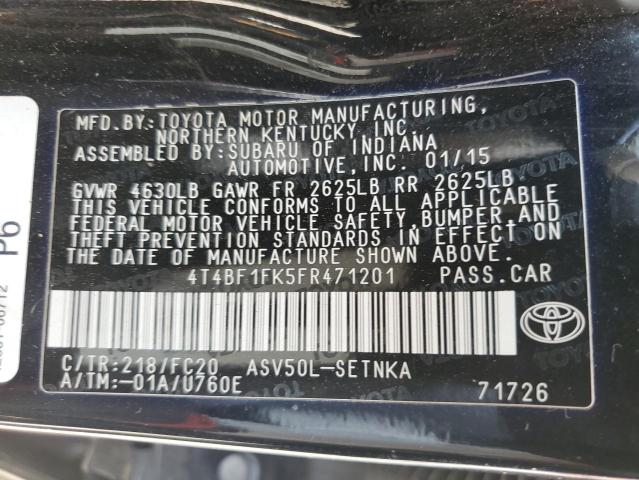 MFD.BY:TOYOTA MOTOR MANUFACTURING,
NORTHERN KENTUCKY INC.
ASSEMBLED BY:SUBARU OF INDIANA
AUTOMOTIVE,INC. 01/15
GVWR 4630LB GAWR FR 2625LB RR 2625LB
THIS VEHICLE CONFORMS TO ALL APPLICABLE
FEDERAL MOTOR VEHICLE SAFETY,BUMPER,AND
THEFT PREVENTION STANDARDS IN EFFECT ON
THE DATE OF MANUFACTURE SHOWN ABOVE.
4T4BF1FK5FR471201 PASS.CAR
C/TR:218/FC20 ASV50L-SETNKA
A/TM:-01A/U760E 71726
P6